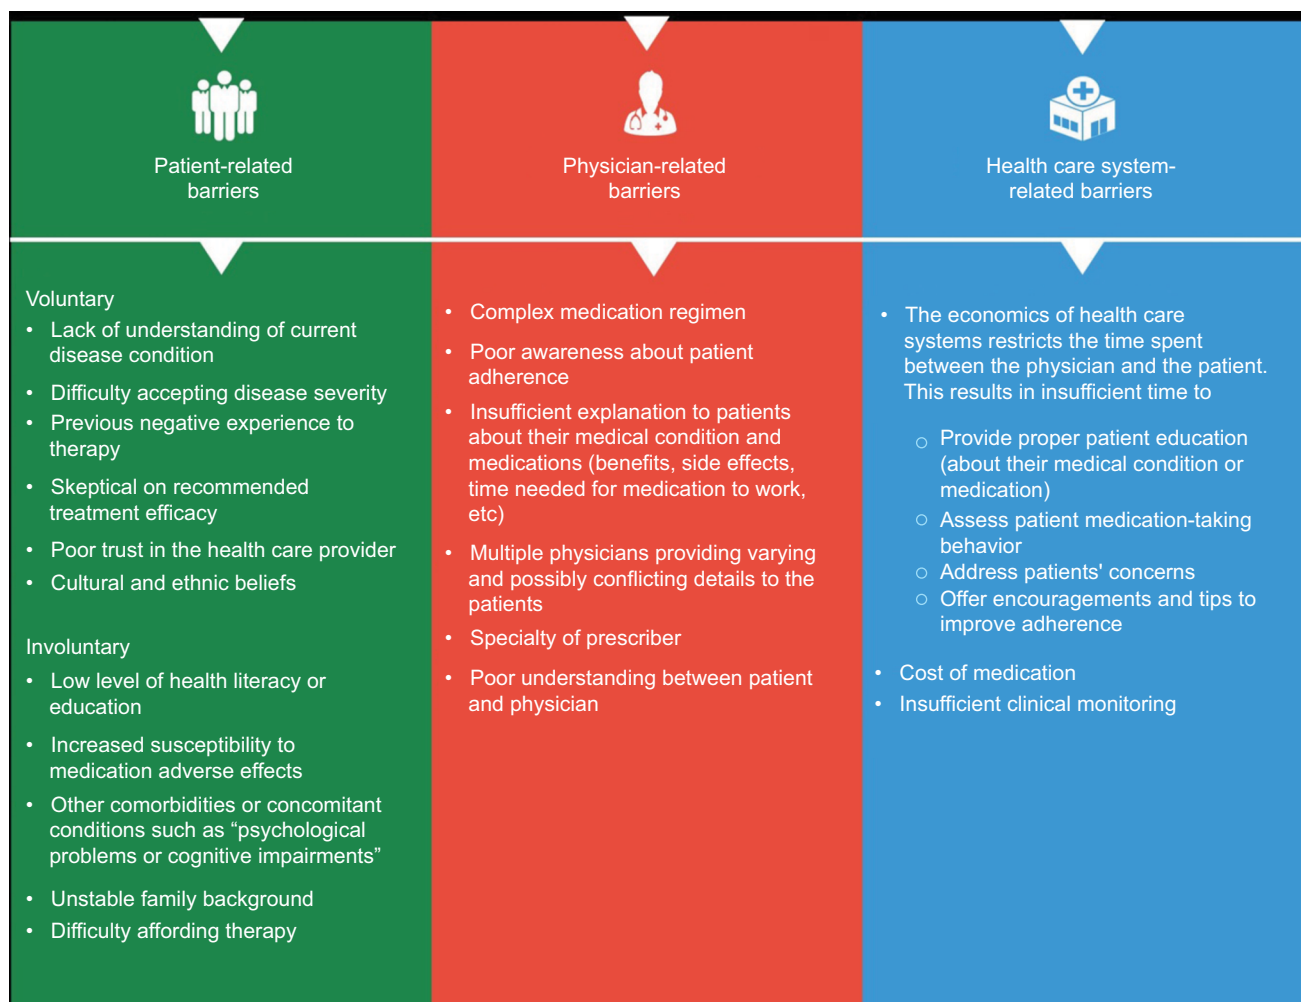 Patient-related
barriers
Physician-related
barriers
Health care system-
related barriers
Voluntary
• Lack of understanding of current
disease condition
• Difficulty accepting disease severity
• Previous negative experience to
therapy
• Skeptical on recommended
treatment efficacy
• Poor trust in the health care provider
• Cultural and ethnic beliefs
Involuntary
• Low level of health literacy or
education
• Increased susceptibility to
medication adverse effects
• Other comorbidities or concomitant
conditions such as “psychological
problems or cognitive impairments”
• Unstable family background
• Difficulty affording therapy
• Complex medication regimen
• Poor awareness about patient
adherence
• Insufficient explanation to patients
about their medical condition and
medications (benefits, side effects,
time needed for medication to work,
etc)
• Multiple physicians providing varying
and possibly conflicting details to the
patients
• Specialty of prescriber
• Poor understanding between patient
and physician
• The economics of health care
systems restricts the time spent
between the physician and the patient.
This results in insufficient time to
○ Provide proper patient education
(about their medical condition or
medication)
○ Assess patient medication-taking
behavior
○ Address patients' concerns
○ Offer encouragements and tips to
improve adherence
• Cost of medication
• Insufficient clinical monitoring